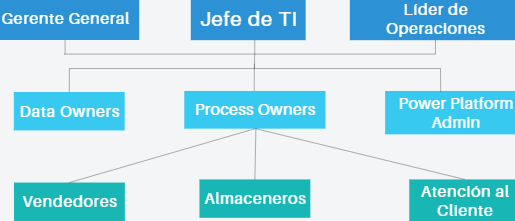 Gerente General
Jefe de TI
Líder de
Operaciones
Data Owners
Process Owners
Power Platform
Admin
Vendedores
Almaceneros
Atención al
Cliente